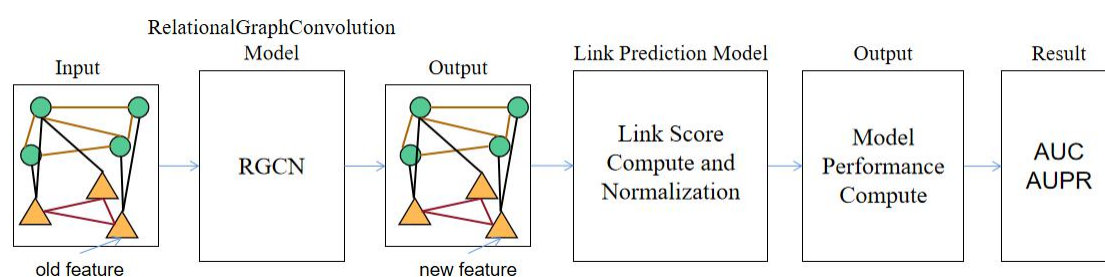 RelationalGraphConvolution
Model
Input
RGCN
Output
Link Prediction Model
Link Score
Compute and
Normalization
Output
Model
Performance
Compute
Result
AUC
AUPR
old feature
new feature